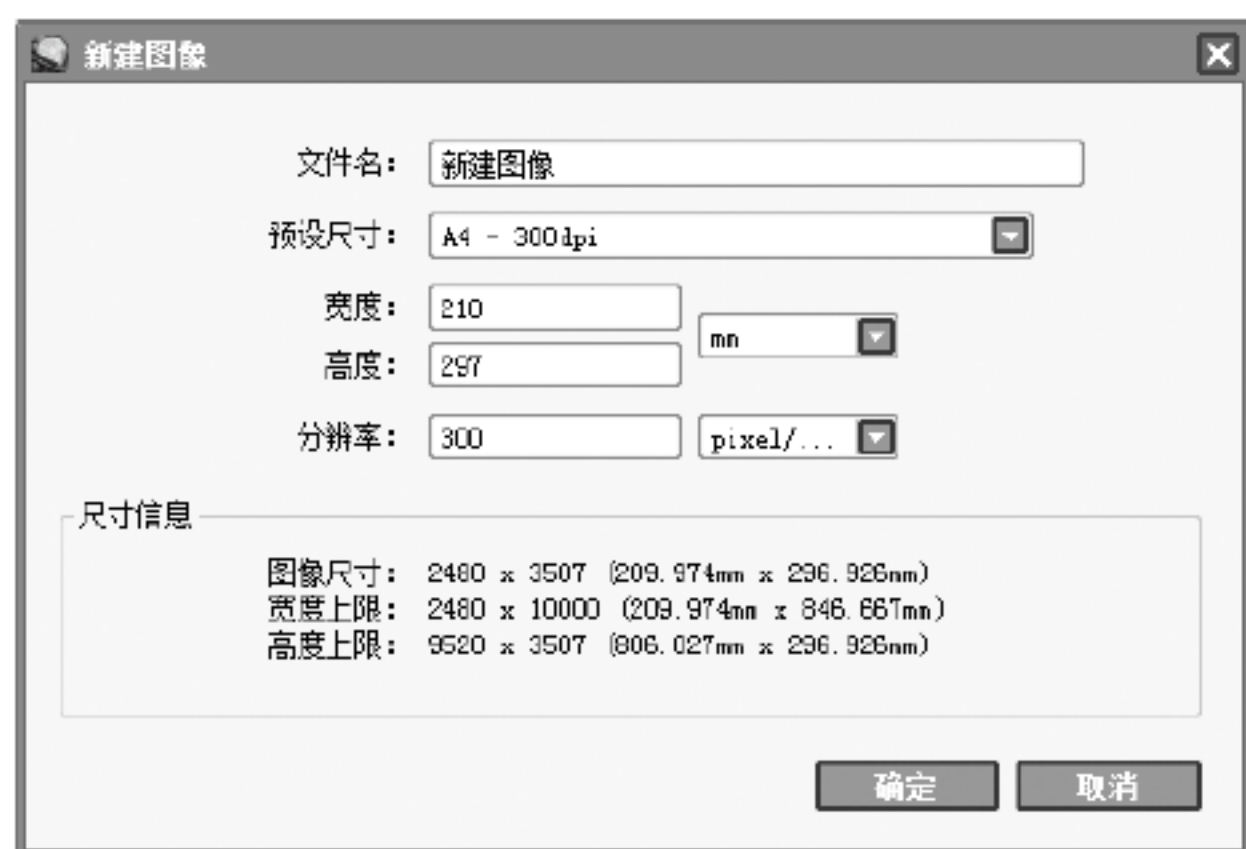 新建图像
文件名： 新建图像
预设尺寸： A4 - 300dpi
宽度： 210
mm
高度： 297
分辨率： 300 pixel/...
尺寸信息
图像尺寸： 2480 x 3507 (209.974mm x 296.926mm)
宽度上限： 2480 x 10000 (209.974mm x 846.667mm)
高度上限： 9520 x 3507 (806.027mm x 296.926mm)
确定 取消